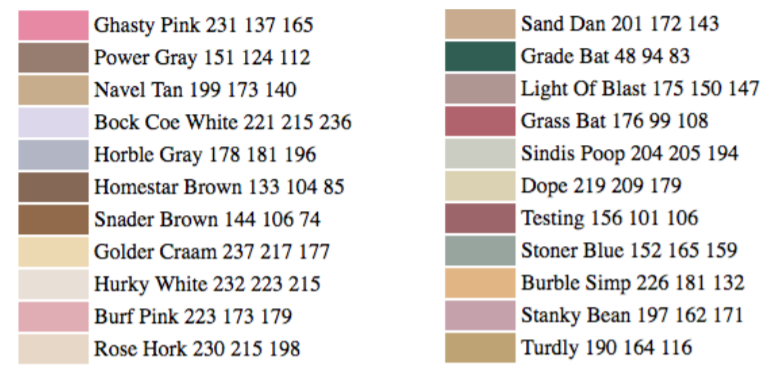 Ghasty Pink 231 137 165
Power Gray 151 124 112
Navel Tan 199 173 140
Bock Coe White 221 215 236
Horble Gray 178 181 196
Homestar Brown 133 104 85
Snader Brown 144 106 74
Golder Craam 237 217 177
Hurky White 232 223 215
Burf Pink 223 173 179
Rose Hork 230 215 198
Sand Dan 201 172 143
Grade Bat 48 94 83
Light Of Blast 175 150 147
Grass Bat 176 99 108
Sindis Poop 204 205 194
Dope 219 209 179
Testing 156 101 106
Stoner Blue 152 165 159
Burble Simp 226 181 132
Stanky Bean 197 162 171
Turdly 190 164 116